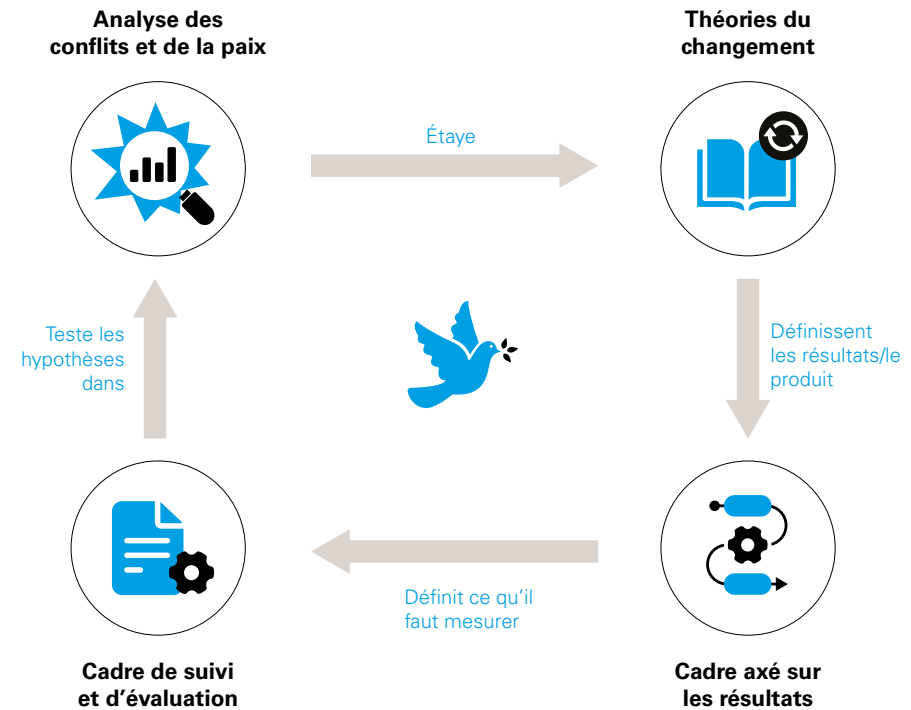 Analyse des
conflits et de la paix
Théories du
changement
Étaye
Teste les
hypothèses
dans
Définissent
les résultats/le
produit
Définit ce qu'il
faut mesurer
Cadre de suivi
et d'évaluation
Cadre axé sur
les résultats